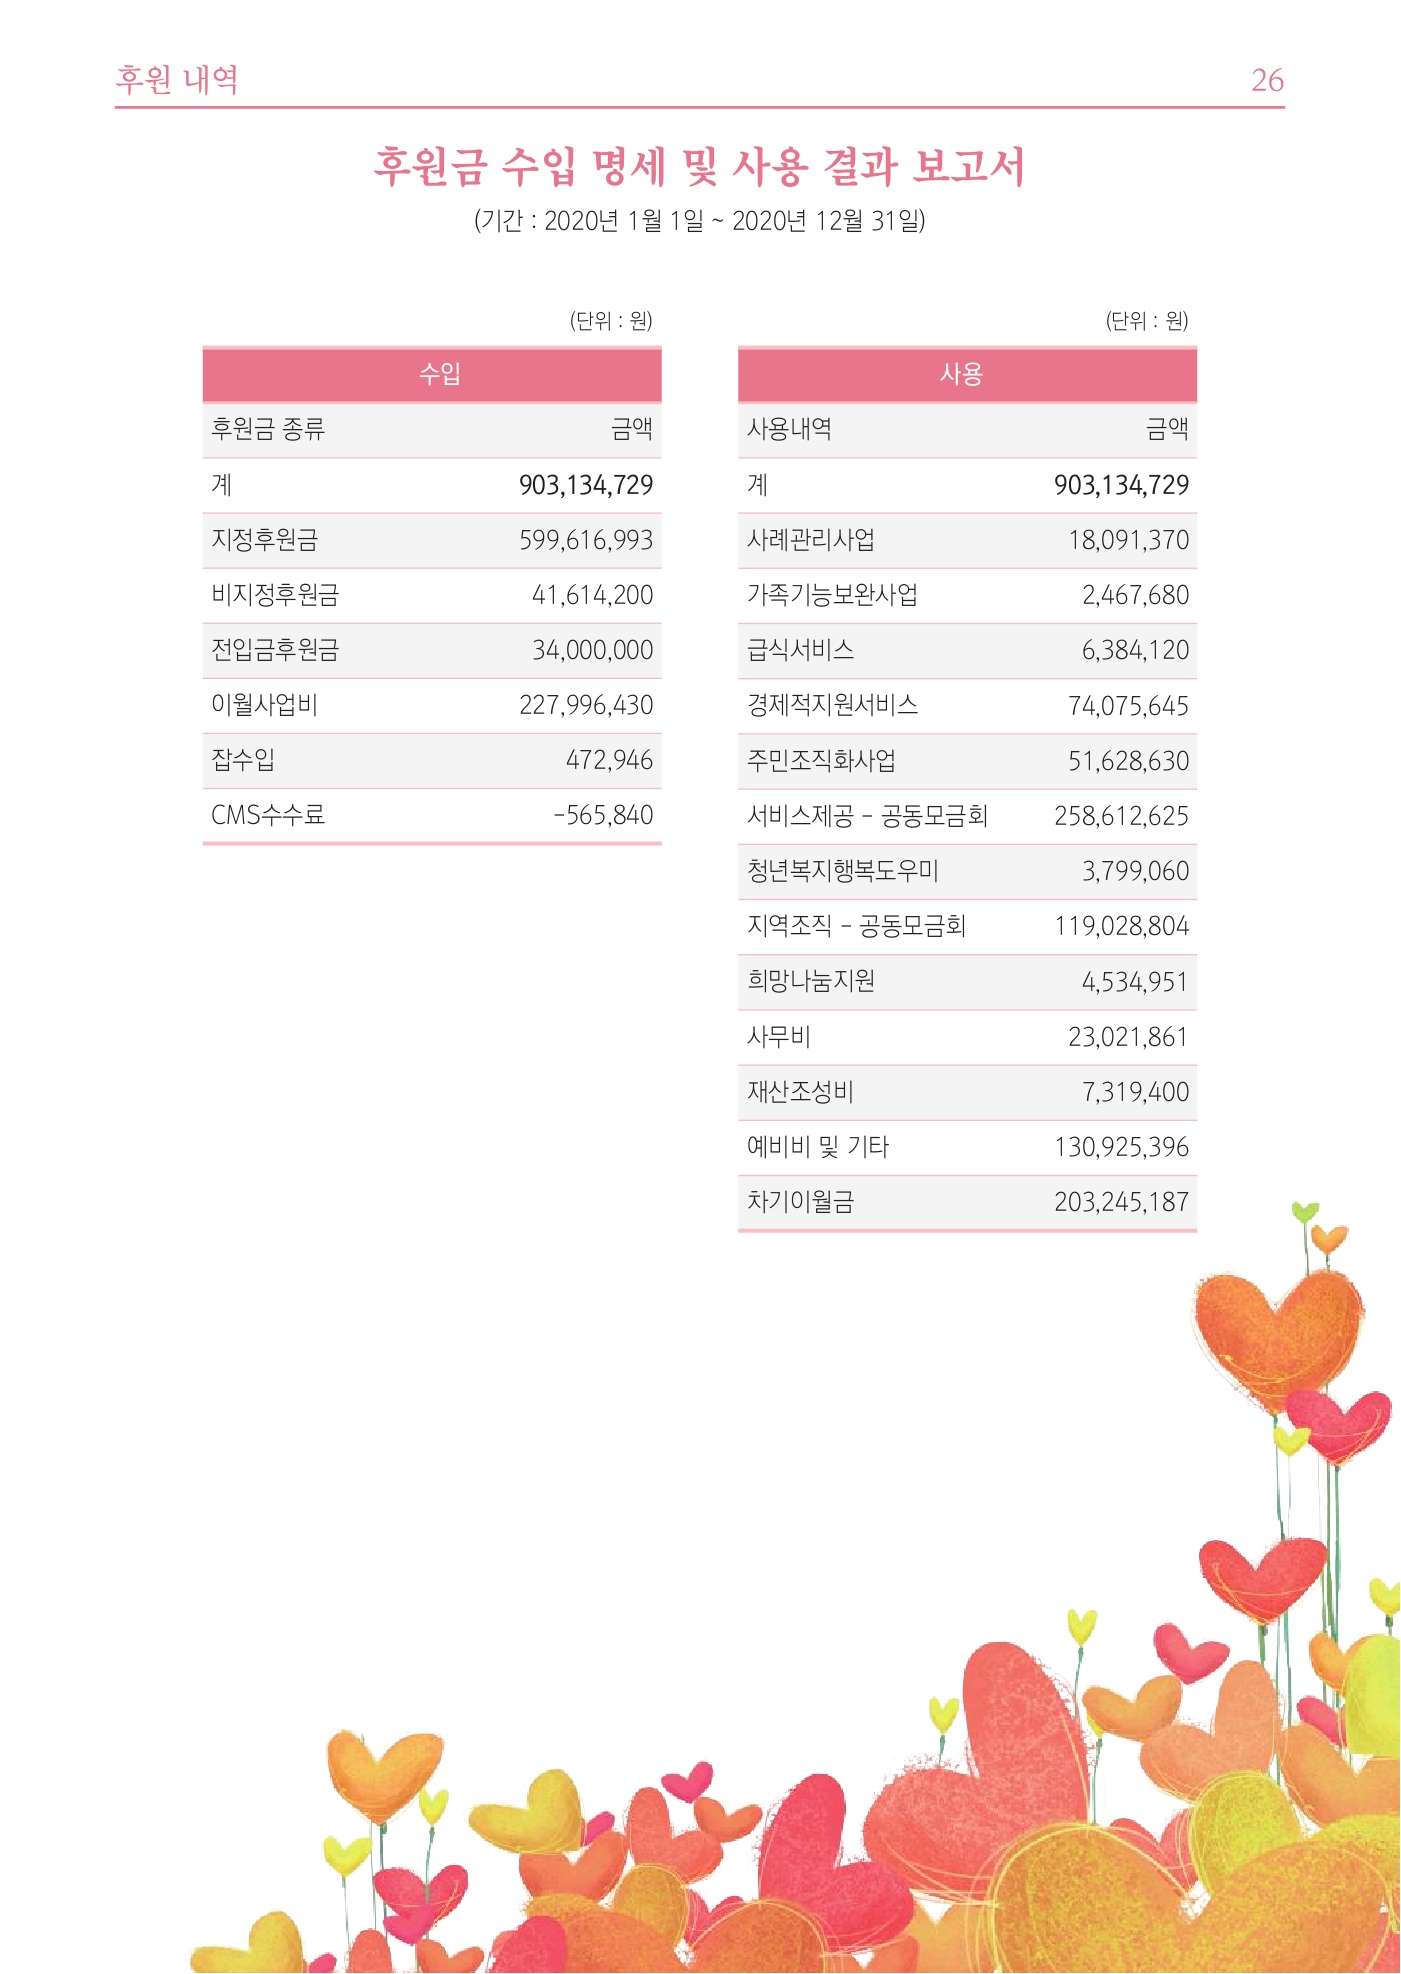 후원 내역
26
후원금 수입 명세 및 사용 결과 보고서
(기간 : 2020년 1월 1일 ~ 2020년 12월 31일)
(단위 : 원)
수입
후원금 종류 금액
계 903,134,729
지정후원금 599,616,993
비지정후원금 41,614,200
전입금후원금 34,000,000
이월사업비 227,996,430
잡수입 472,946
CMS수수료 -565,840
(단위 : 원)
사용
사용내역 금액
계 903,134,729
사례관리사업 18,091,370
가족기능보완사업 2,467,680
급식서비스 6,384,120
경제적지원서비스 74,075,645
주민조직화사업 51,628,630
서비스제공 - 공동모금회 258,612,625
청년복지행복도우미 3,799,060
지역조직 - 공동모금회 119,028,804
희망나눔지원 4,534,951
사무비 23,021,861
재산조성비 7,319,400
예비비 및 기타 130,925,396
차기이월금 203,245,187